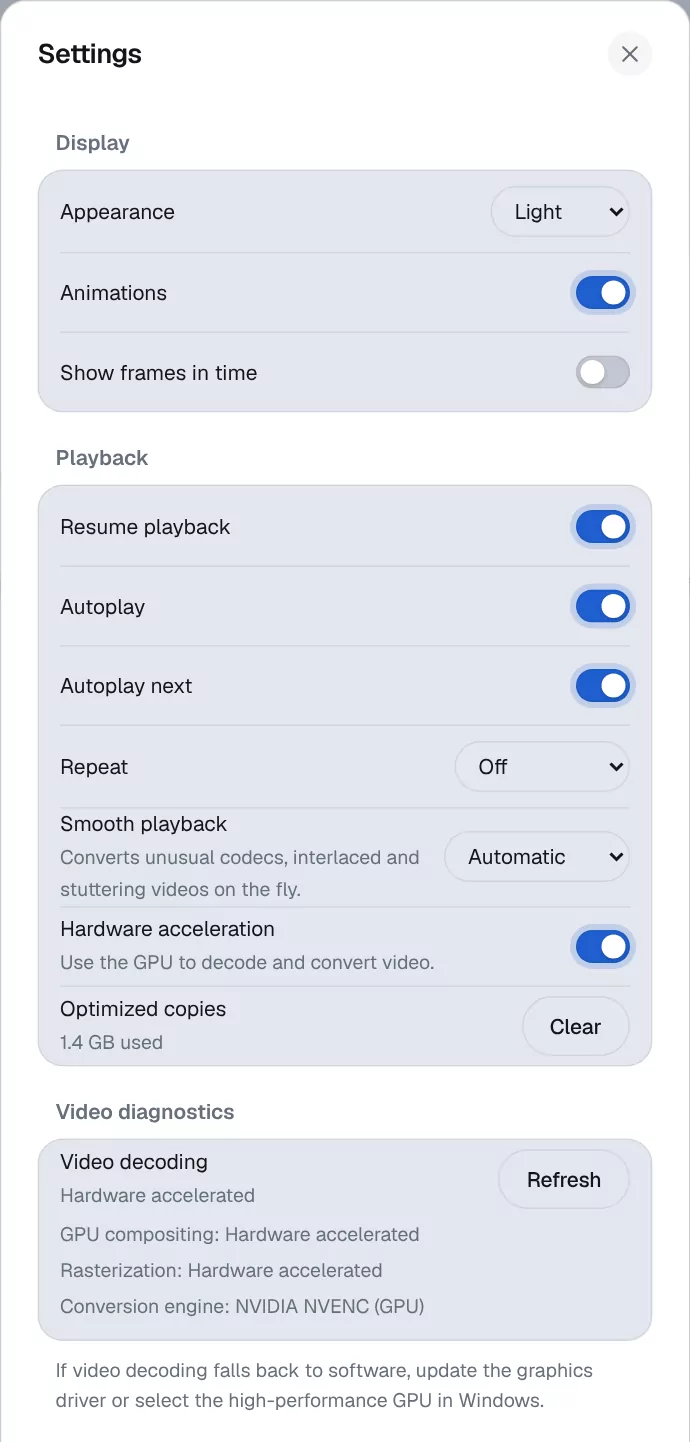 Settings
Display
Appearance
Light
Animations
Show frames in time
Playback
Resume playback
Autoplay
Autoplay next
Repeat
Off
Smooth playback
Converts unusual codecs, interlaced and
stuttering videos on the fly.
Automatic
Hardware acceleration
Use the GPU to decode and convert video.
Optimized copies
1.4 GB used
Clear
Video diagnostics
Video decoding
Hardware accelerated
Refresh
GPU compositing: Hardware accelerated
Rasterization: Hardware accelerated
Conversion engine: NVIDIA NVENC (GPU)
If video decoding falls back to software, update the graphics
driver or select the high-performance GPU in Windows.